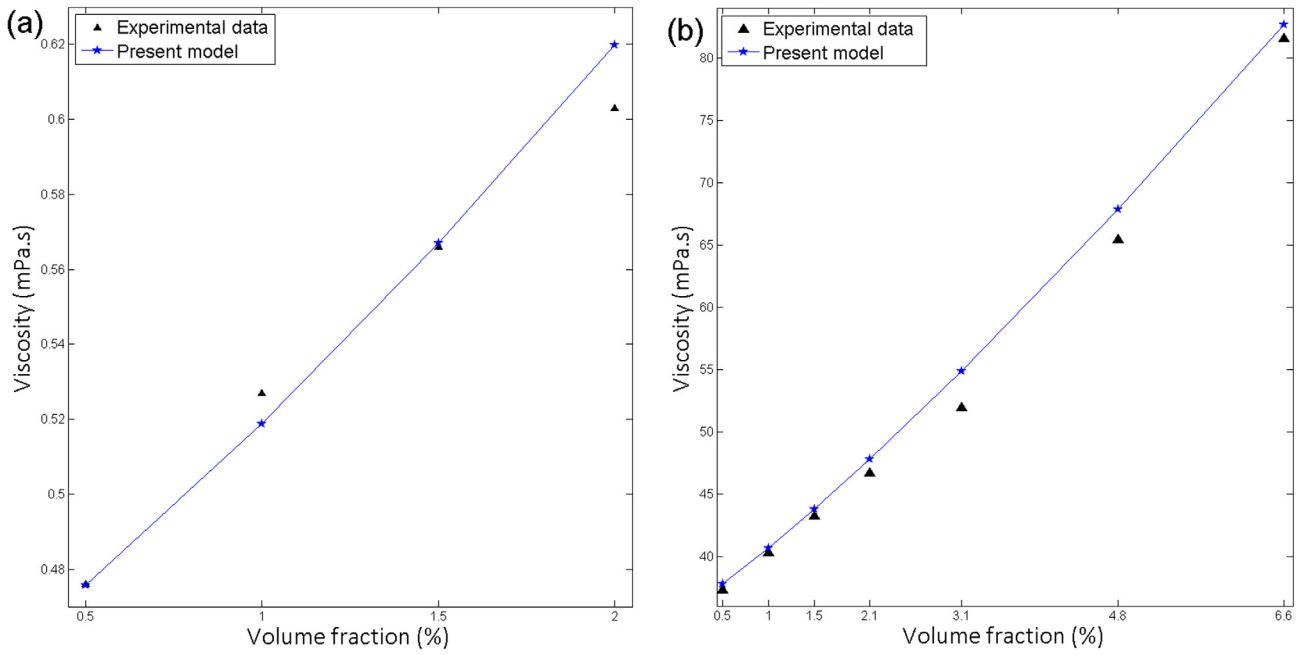 (a)
Experimental data
Present model
0.62
0.6
0.58
0.56
0.54
0.52
0.5
0.48
Viscosity (mPa.s)
0.5 1 1.5 2
Volume fraction (%)
(b)
Experimental data
Present model
80
75
70
65
60
55
50
45
40
Viscosity (mPa.s)
0.5 1 1.5 2.1 3.1 4.8 6.6
Volume fraction (%)